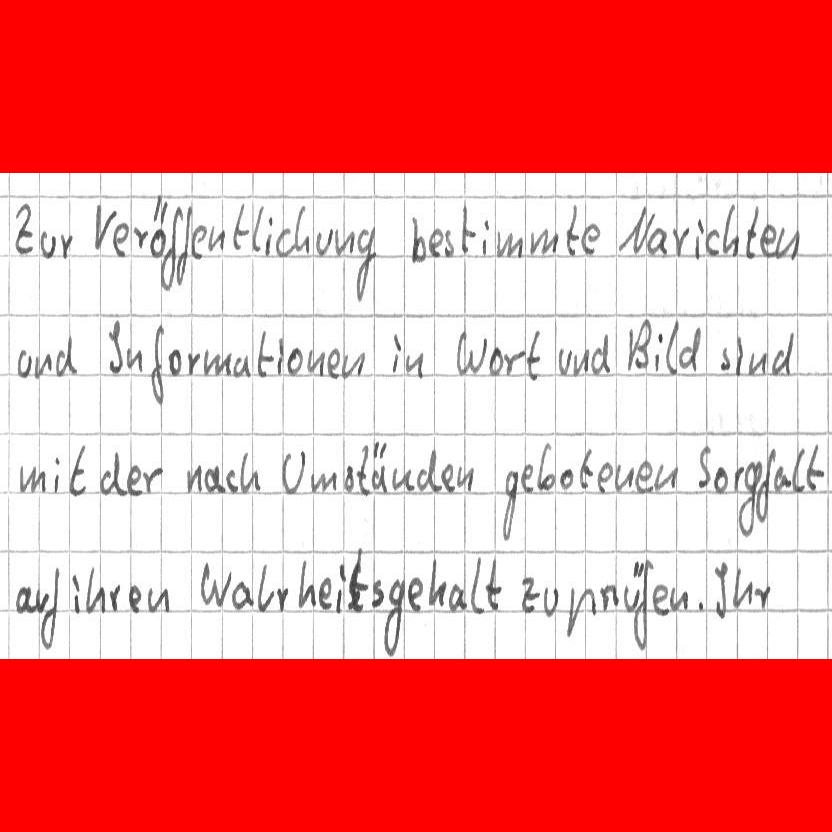 Zur Veröffentlichung bestimmte Narichten
und Informationen in Wort und Bild sind
mit der nach Umständen gebotenen Sorgfalt
auf ihren Wahrheitsgehalt zu prüfen. Ihr